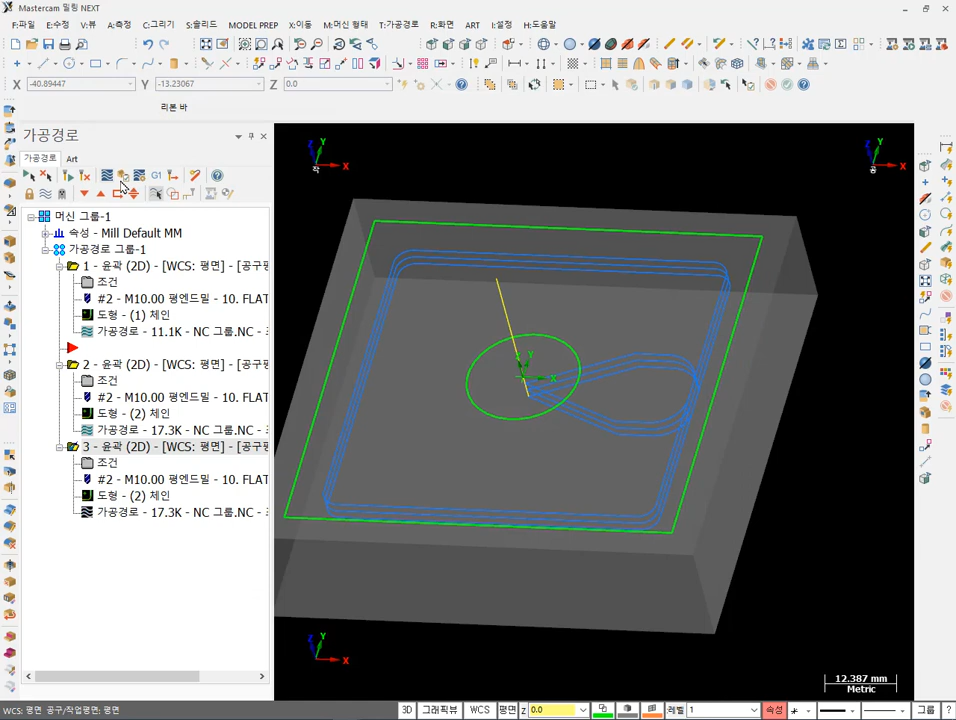 Mastercam 밀링 NEXT
F:파일 E:수정 V:뷰 A:측정 C:그리기 S:솔리드 MODEL PREP X:이동 M:머신 형태 T:가공경로 R:화면 ART I:설정 H:도움말
X -40.89447 Y -13.23067 Z 0.0
리본 바
가공경로
가공경로 Art
G1
머신 그룹-1
속성 - Mill Default MM
가공경로 그룹-1
1 - 윤곽 (2D) - [WCS: 평면] - [공구평
조건
#2 - M10.00 평엔드밀 - 10. FLAT
도형 - (1) 체인
가공경로 - 11.1K - NC 그룹.NC -
2 - 윤곽 (2D) - [WCS: 평면] - [공구평
조건
#2 - M10.00 평엔드밀 - 10. FLAT
도형 - (2) 체인
가공경로 - 17.3K - NC 그룹.NC -
3 - 윤곽 (2D) - [WCS: 평면] - [공구평
조건
#2 - M10.00 평엔드밀 - 10. FLAT
도형 - (2) 체인
가공경로 - 17.3K - NC 그룹.NC -
Z Y X
Z Y X
Y X
Z Y X
12.387 mm
Metric
WCS: 평면 공구/작업평면: 평면
3D 그래픽뷰 WCS 평면 Z 0.0 레벨 1 속성 그룹 ?